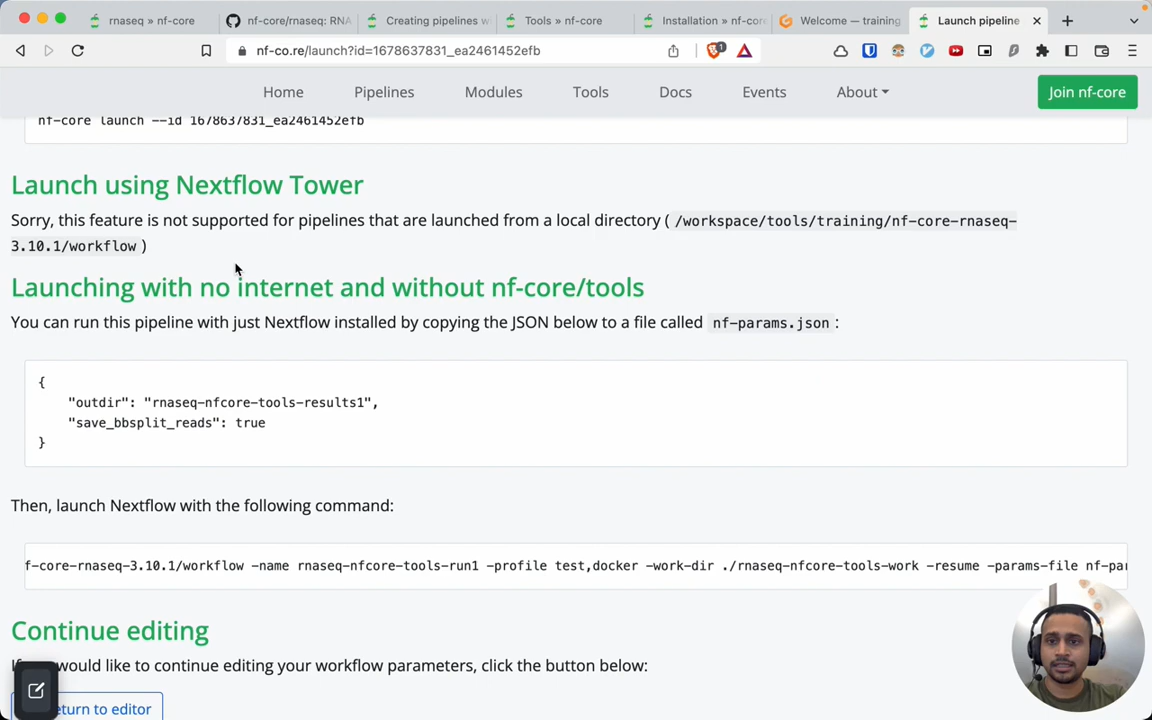 rnaseq » nf-core
nf-core/rnaseq: RNA
Creating pipelines w
Tools » nf-core
Installation » nf-cor
Welcome — training
Launch pipeline
nf-co.re/launch?id=1678637831_ea2461452efb
1
Home
Pipelines
Modules
Tools
Docs
Events
About
Join nf-core
nf-core launch --id 1678637831_ea2461452efb
Launch using Nextflow Tower
Sorry, this feature is not supported for pipelines that are launched from a local directory ( /workspace/tools/training/nf-core-rnaseq-
3.10.1/workflow )
Launching with no internet and without nf-core/tools
You can run this pipeline with just Nextflow installed by copying the JSON below to a file called nf-params.json :
{
"outdir": "rnaseq-nfcore-tools-results1",
"save_bbsplit_reads": true
}
Then, launch Nextflow with the following command:
f-core-rnaseq-3.10.1/workflow -name rnaseq-nfcore-tools-run1 -profile test,docker -work-dir ./rnaseq-nfcore-tools-work -resume -params-file nf-par
Continue editing
would like to continue editing your workflow parameters, click the button below:
eturn to editor